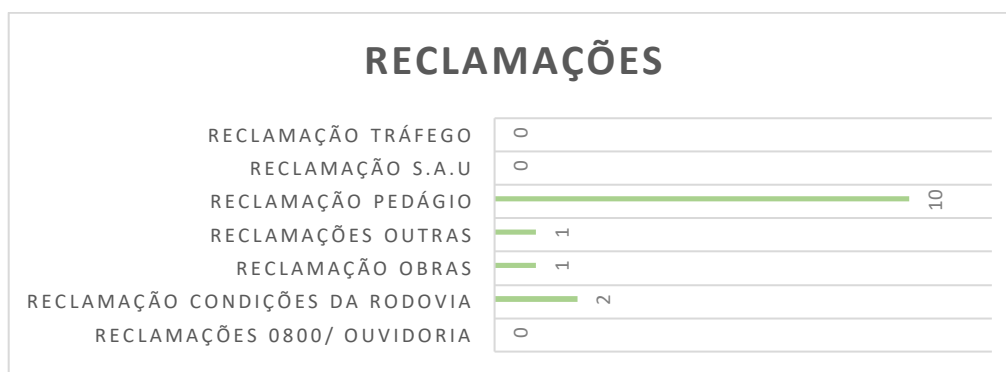 RECLAMAÇÕES
RECLAMAÇÃO TRÁFEGO 0
RECLAMAÇÃO S.A.U 0
RECLAMAÇÃO PEDÁGIO 10
RECLAMAÇÕES OUTRAS 1
RECLAMAÇÃO OBRAS 1
RECLAMAÇÃO CONDIÇÕES DA RODOVIA 2
RECLAMAÇÕES 0800/ OUVIDORIA 0